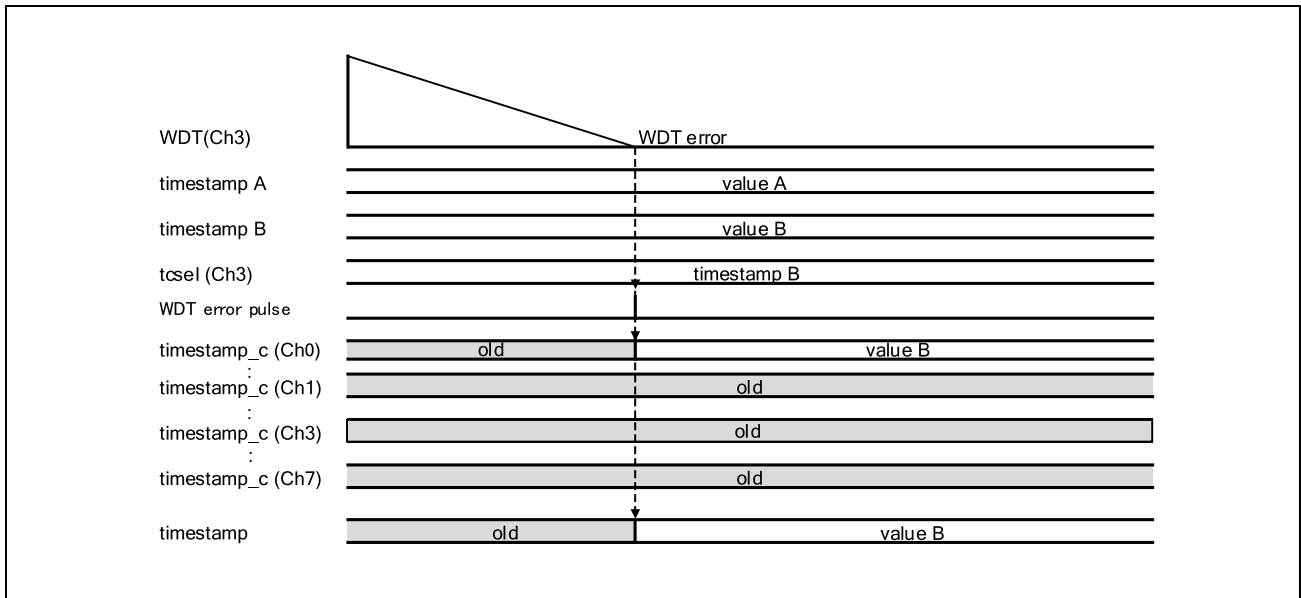 WDT(Ch3) WDT error
timestamp A value A
timestamp B value B
tcsel (Ch3) timestamp B
WDT error pulse
timestamp_c (Ch0) old value B
:
timestamp_c (Ch1) old
:
timestamp_c (Ch3) old
:
timestamp_c (Ch7) old
timestamp old value B